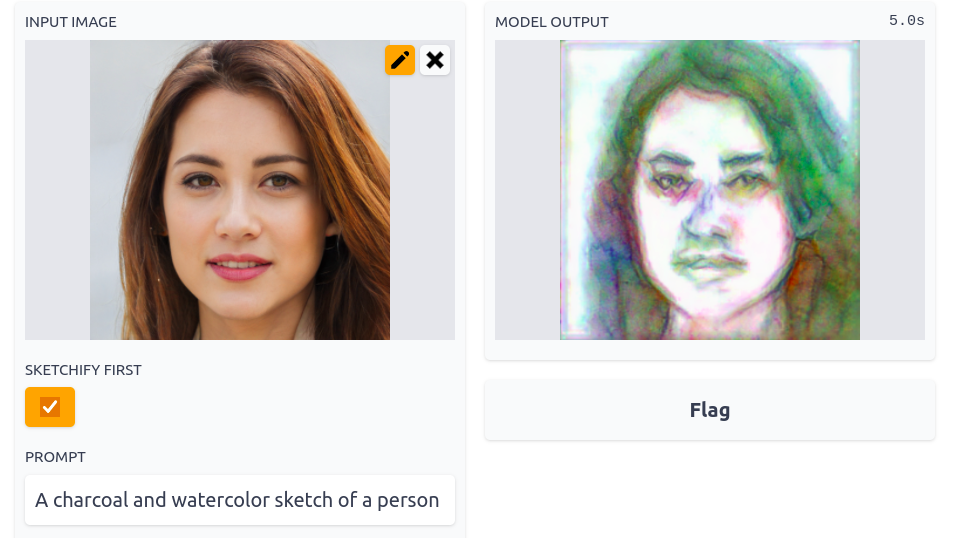 INPUT IMAGE
SKETCHIFY FIRST
PROMPT
A charcoal and watercolor sketch of a person
MODEL OUTPUT
5.0s
Flag